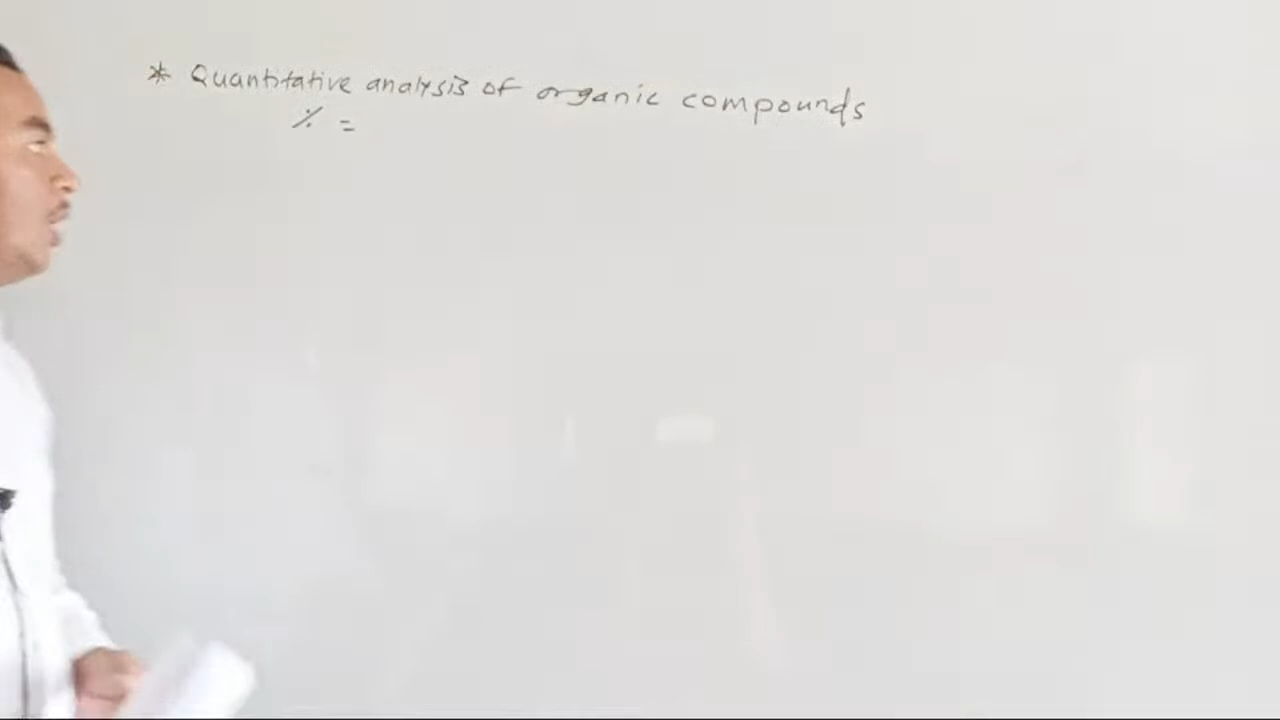 * Quantitative analysis of organic compounds
% =